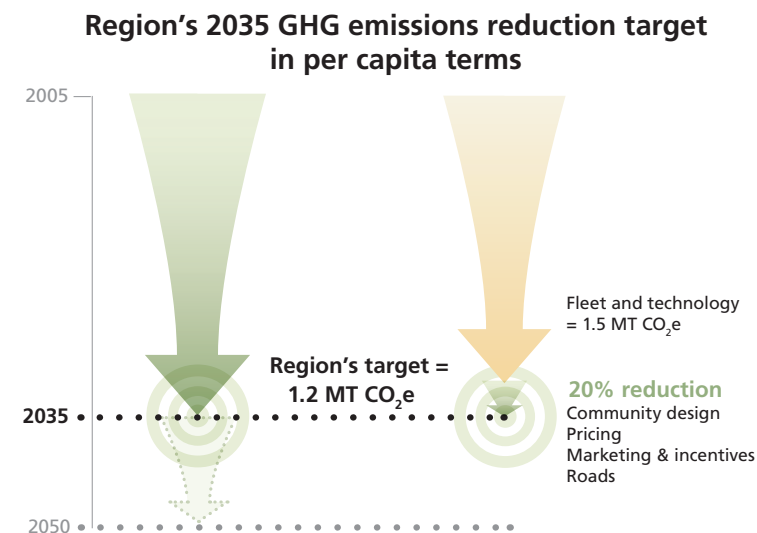 Region's 2035 GHG emissions reduction target
in per capita terms
2005
Fleet and technology
= 1.5 MT CO₂e
Region's target =
1.2 MT CO₂e
20% reduction
2035
Community design
Pricing
Marketing & incentives
Roads
2050